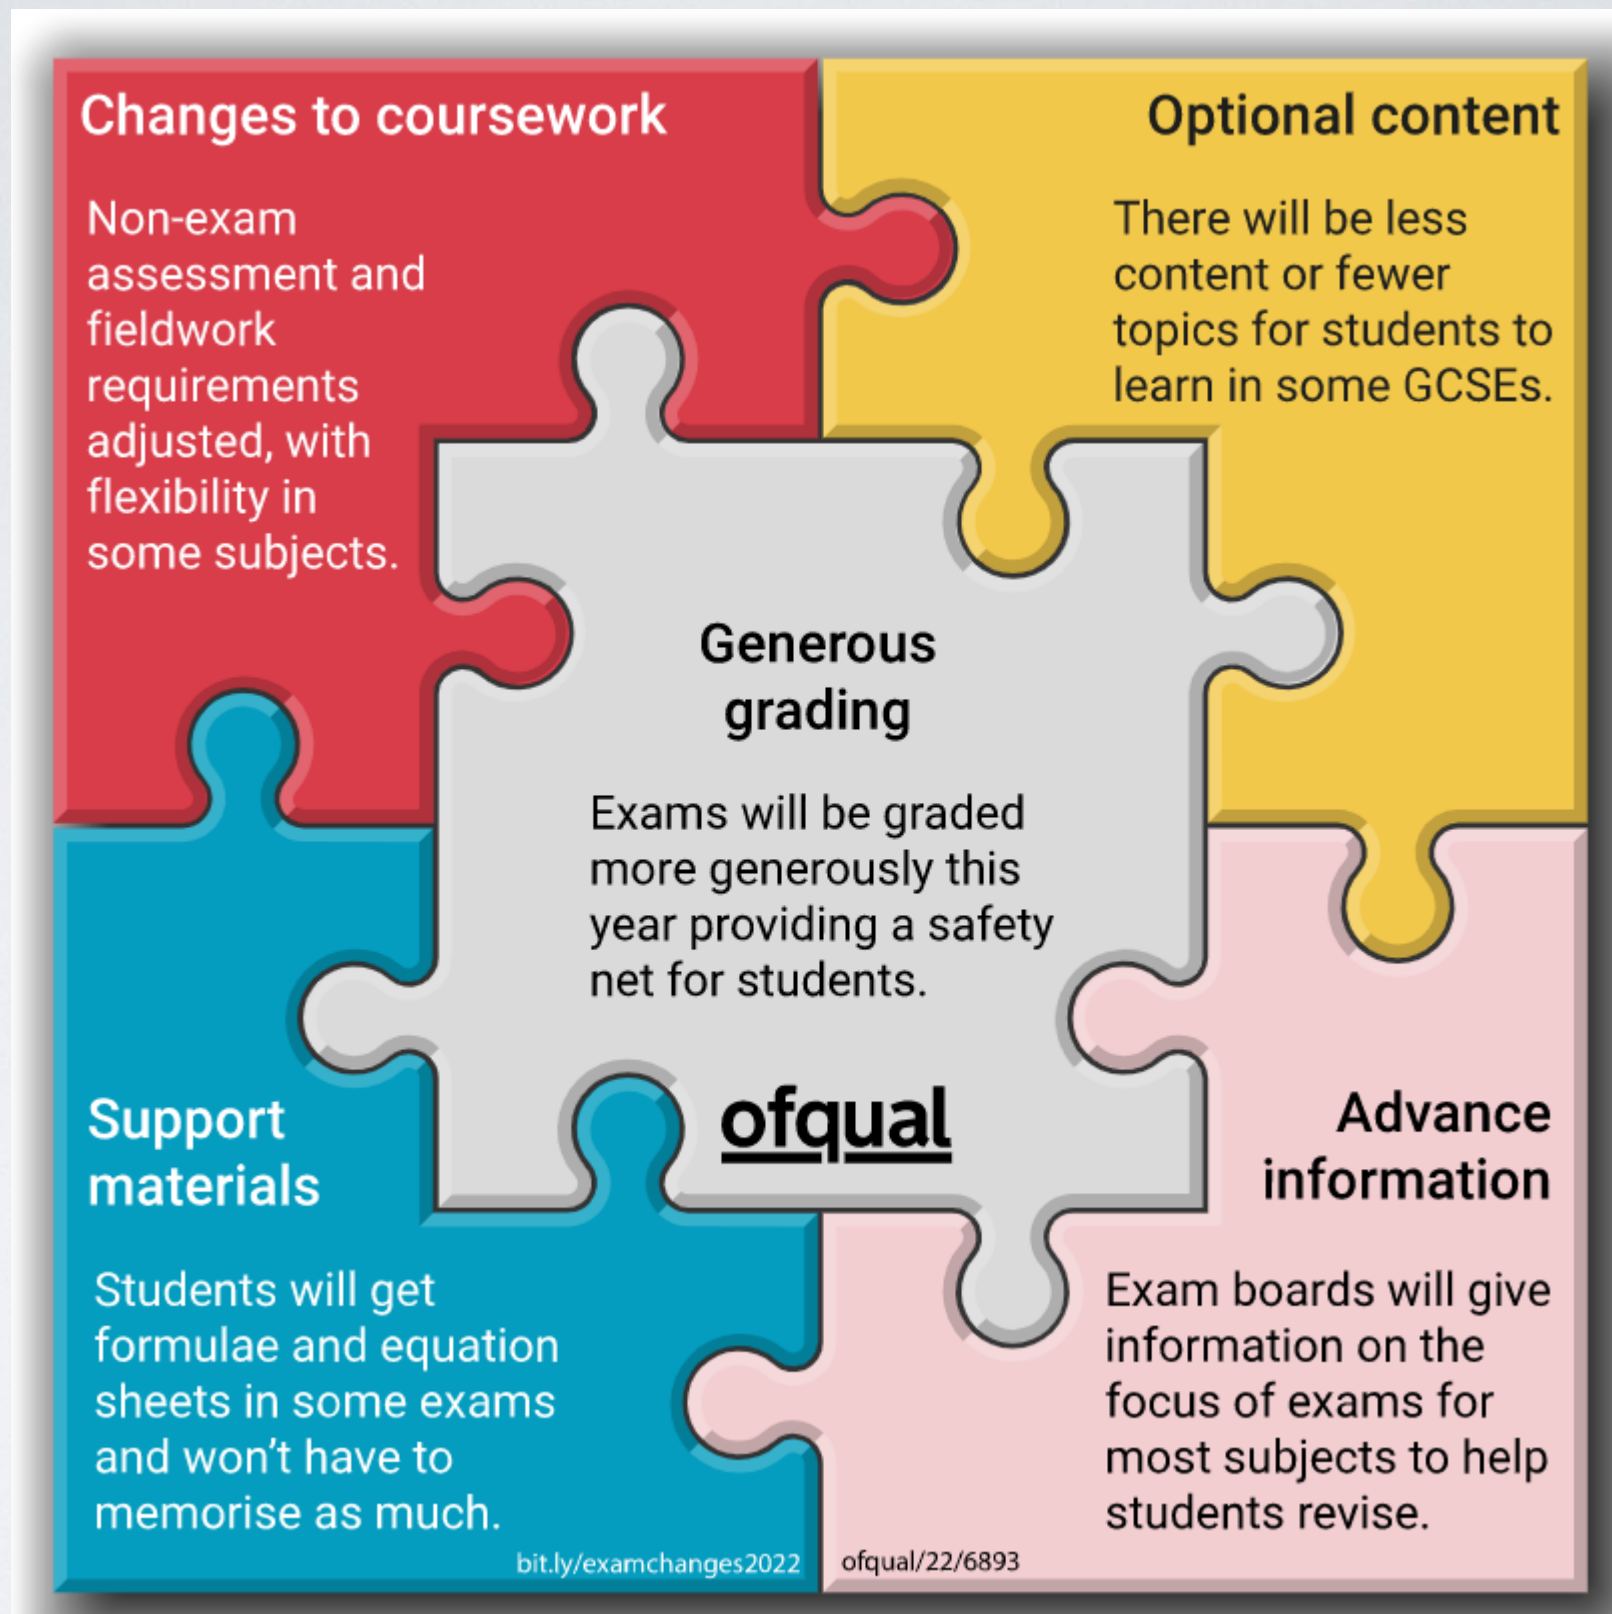 Changes to coursework
Non-exam
assessment and
fieldwork
requirements
adjusted, with
flexibility in
some subjects.
Optional content
There will be less
content or fewer
topics for students to
learn in some GCSEs.
Generous
grading
Exams will be graded
more generously this
year providing a safety
net for students.
ofqual
Support
materials
Students will get
formulae and equation
sheets in some exams
and won't have to
memorise as much.
bit.ly/examchanges2022
Advance
information
Exam boards will give
information on the
focus of exams for
most subjects to help
students revise.
ofqual/22/6893